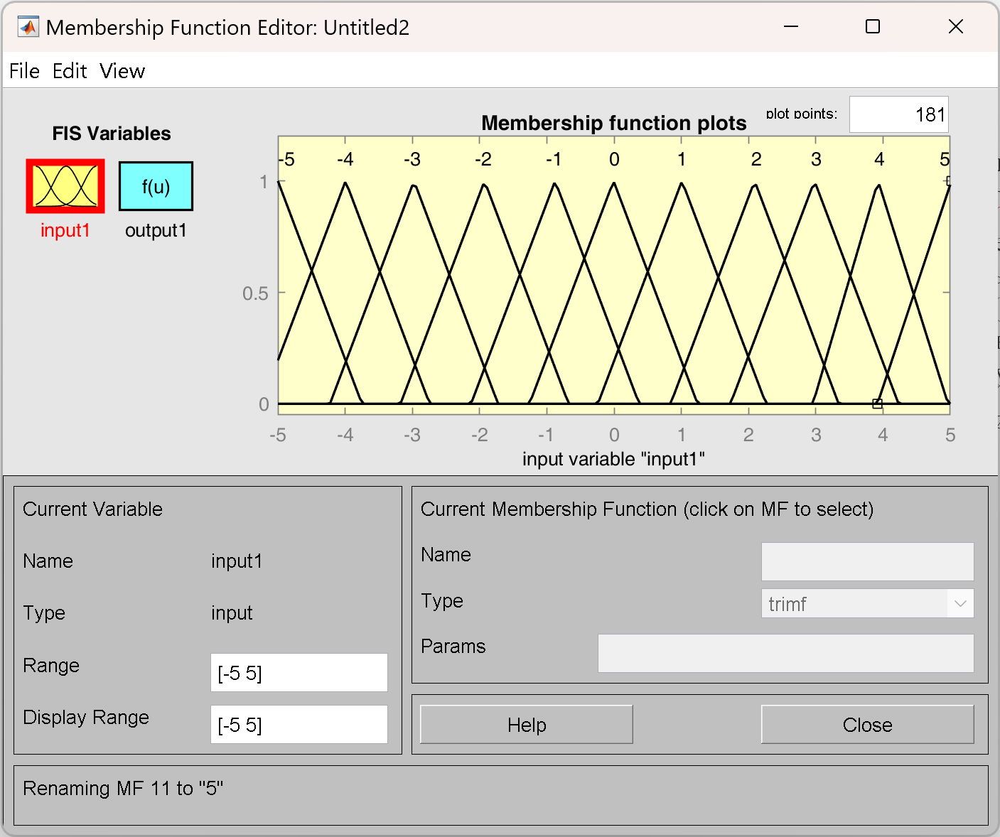 Membership Function Editor: Untitled2
File Edit View
FIS Variables
f(u)
input1 output1
Membership function plots
plot points: 181
-5 -4 -3 -2 -1 0 1 2 3 4 5
1
0.5
0
-5 -4 -3 -2 -1 0 1 2 3 4 5
input variable "input1"
Current Variable
Name input1
Type input
Range [-5 5]
Display Range [-5 5]
Current Membership Function (click on MF to select)
Name
Type trimf
Params
Help Close
Renaming MF 11 to "5"